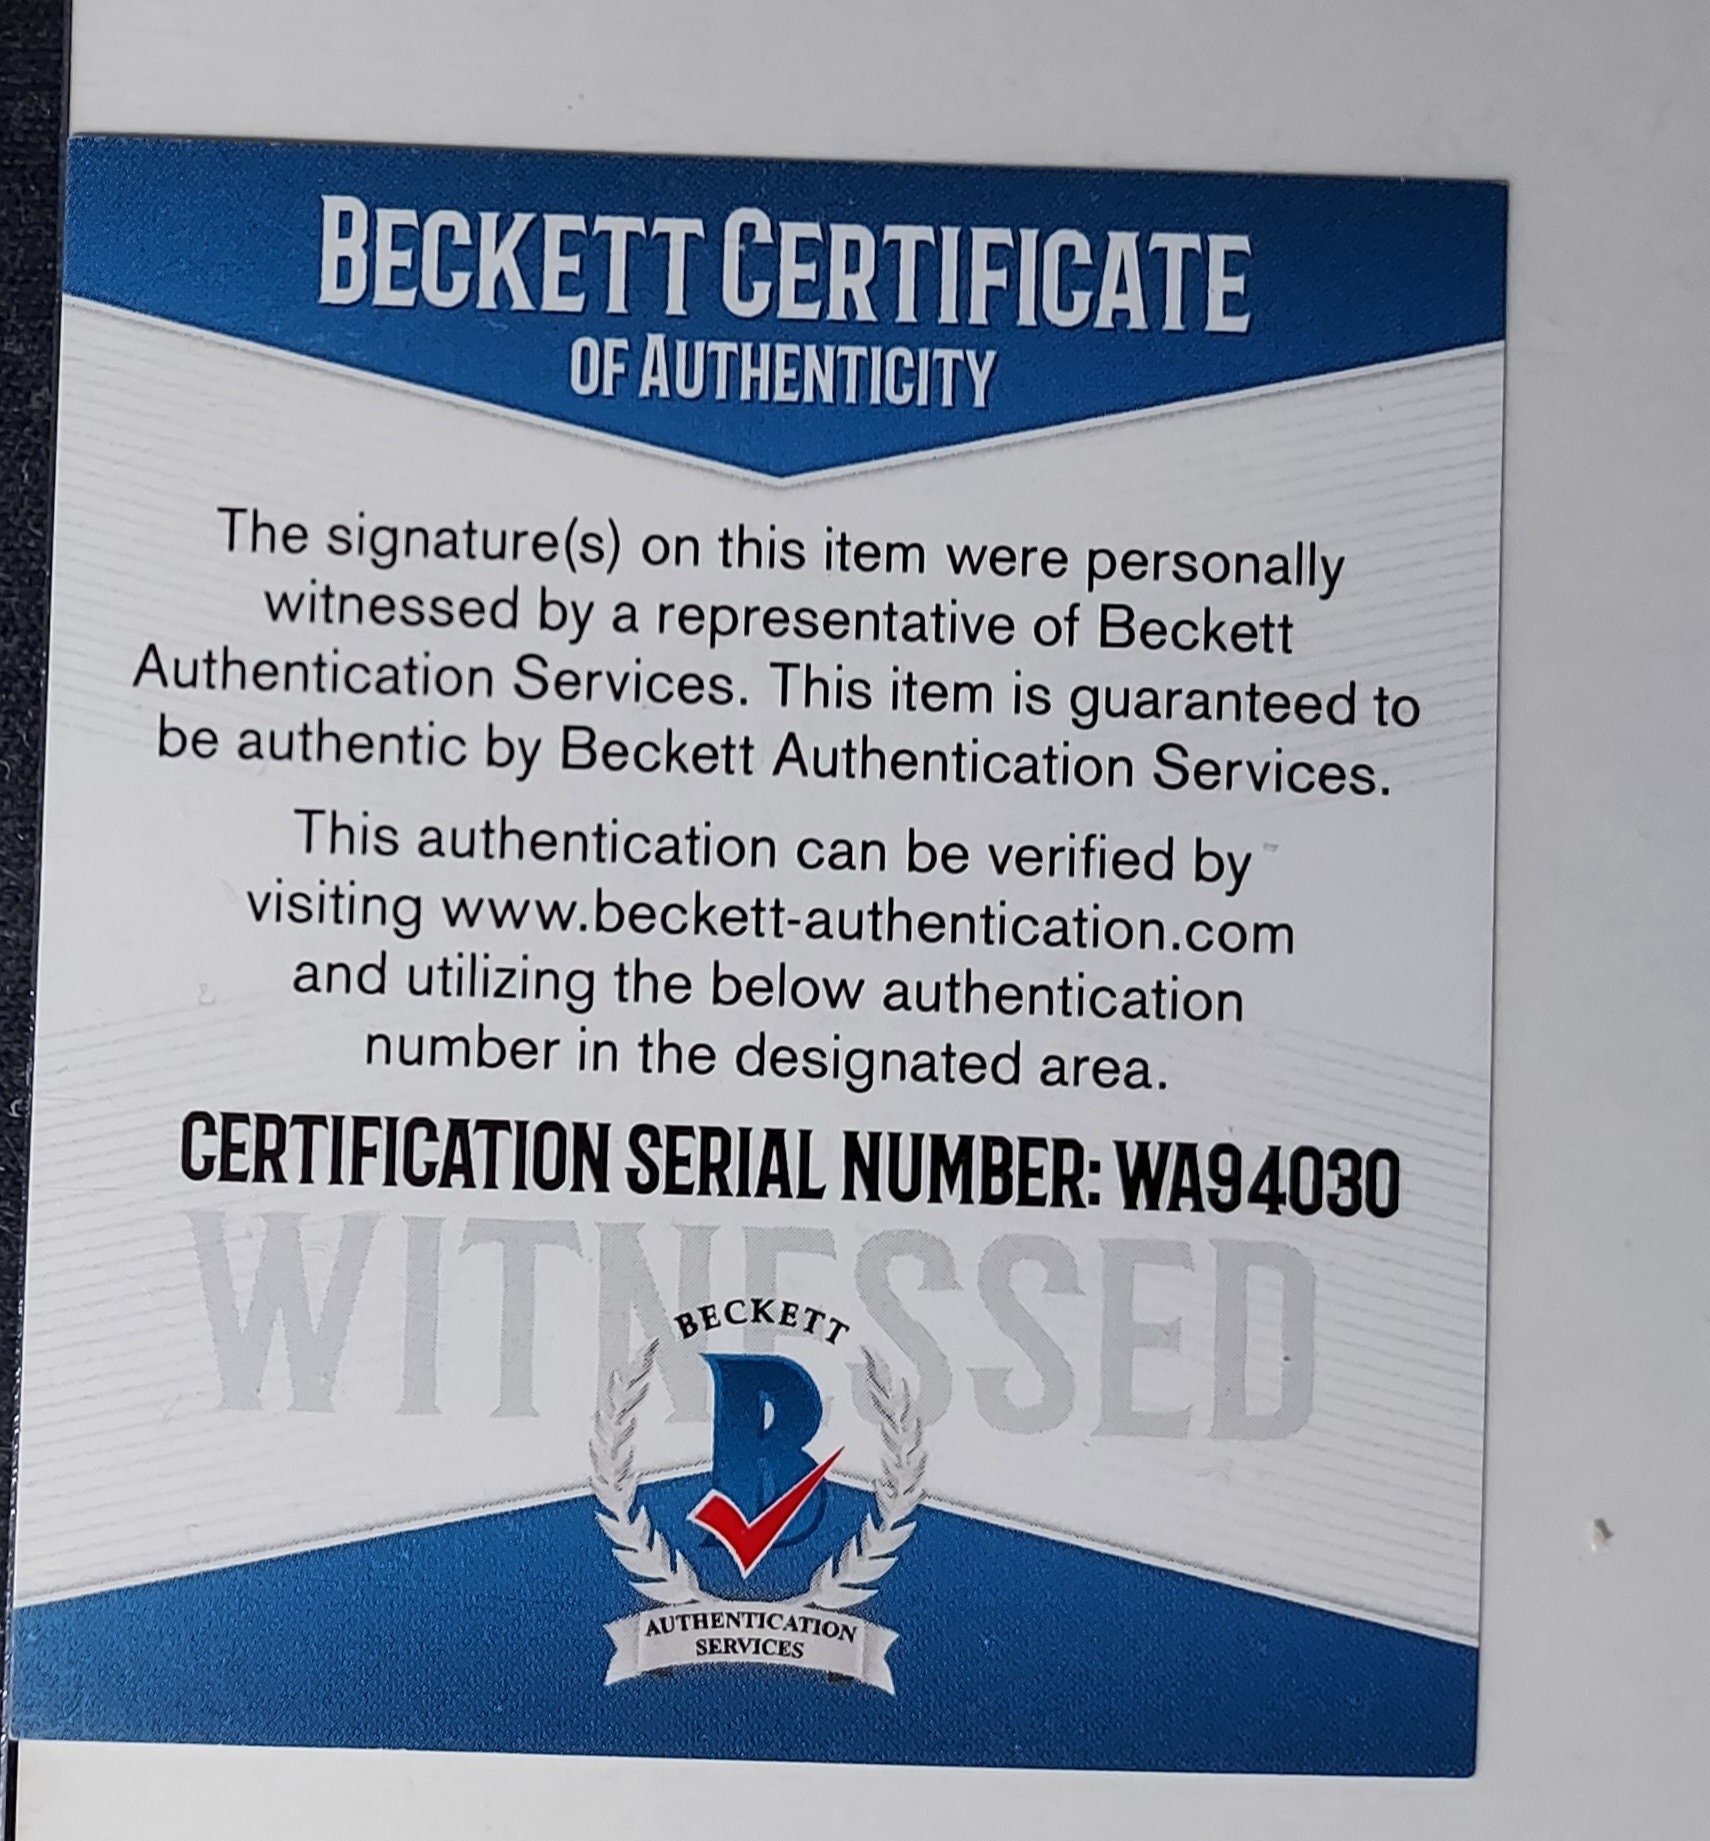 BECKETT CERTIFICATE
OF AUTHENTICITY
The signature(s) on this item were personally
witnessed by a representative of Beckett
Authentication Services. This item is guaranteed to
be authentic by Beckett Authentication Services.
This authentication can be verified by
visiting www.beckett-authentication.com
and utilizing the below authentication
number in the designated area.
CERTIFICATION SERIAL NUMBER: WA94030
WITNESSED
BECKETT
B
AUTHENTICATION
SERVICES